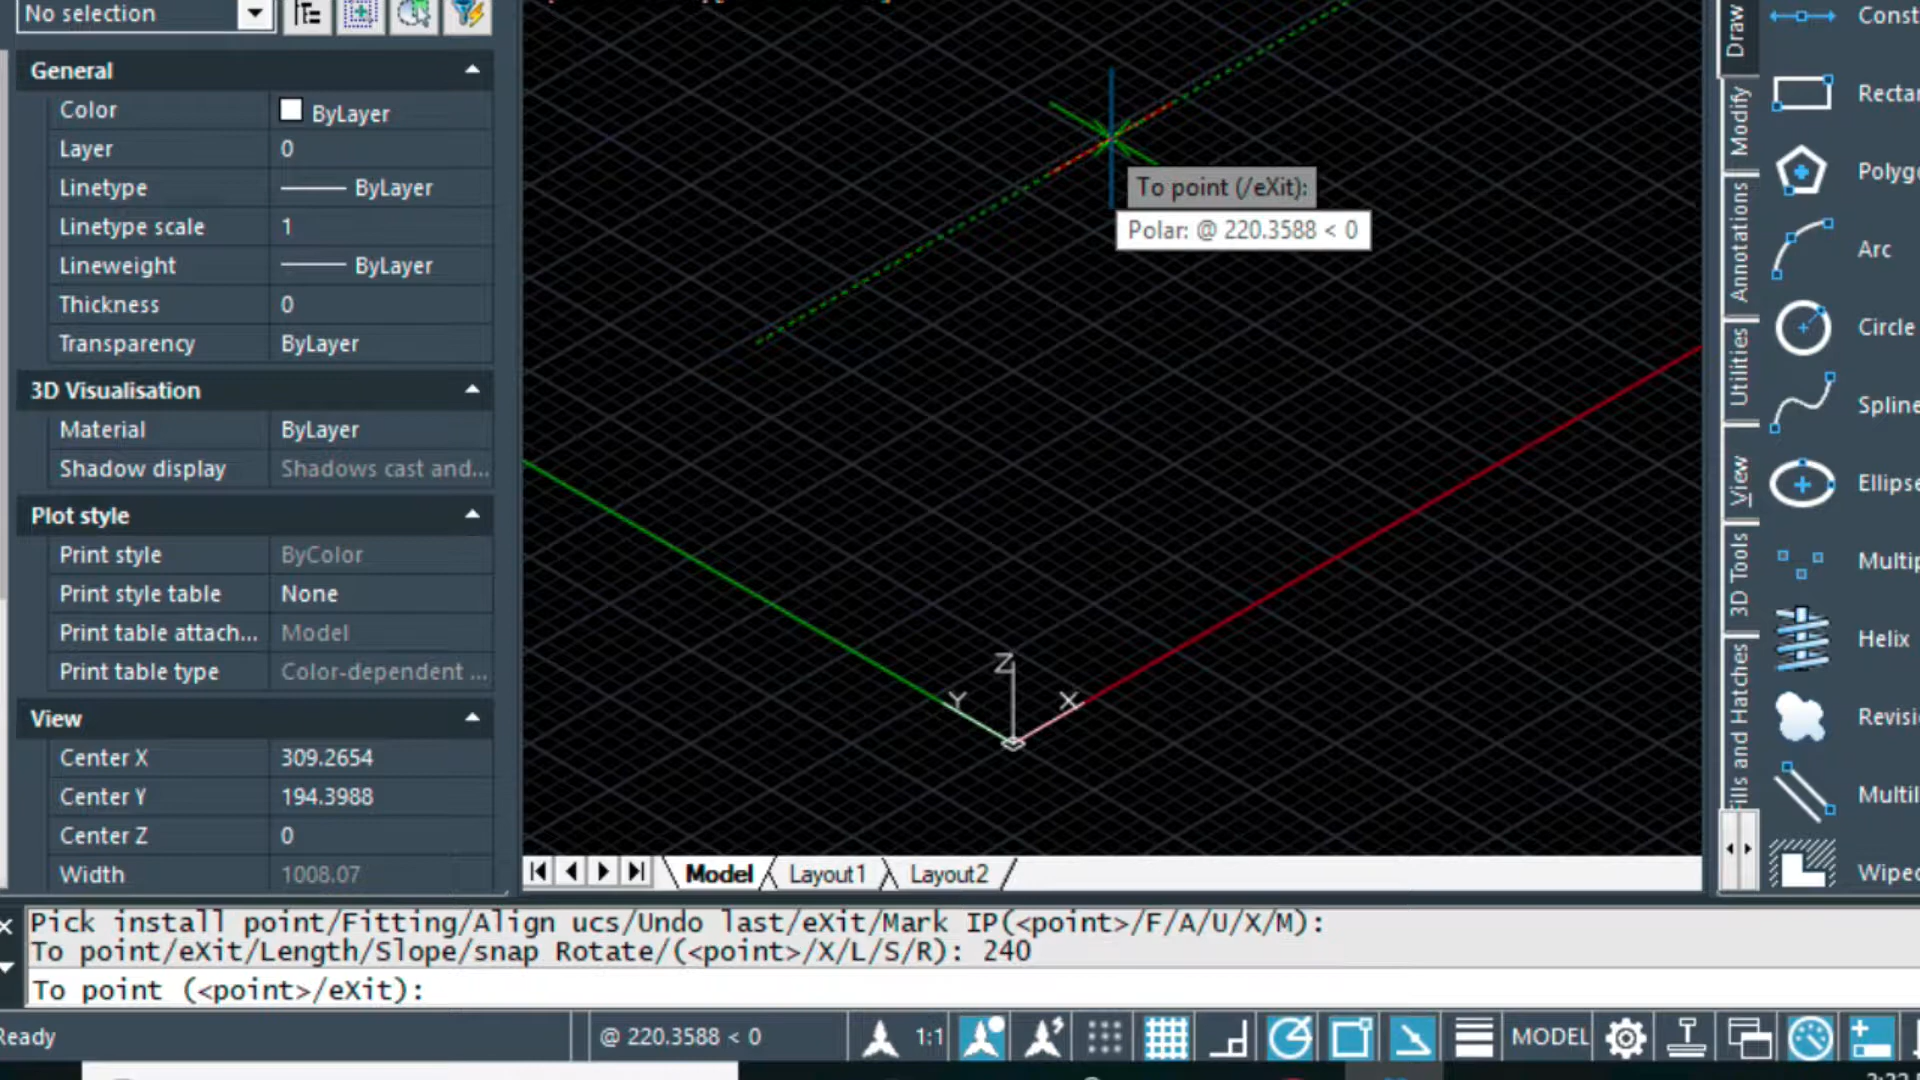 No selection
General
Color ByLayer
Layer 0
Linetype ByLayer
Linetype scale 1
Lineweight ByLayer
Thickness 0
Transparency ByLayer
3D Visualisation
Material ByLayer
Shadow display Shadows cast and...
Plot style
Print style ByColor
Print style table None
Print table attach... Model
Print table type Color-dependent ...
View
Center X 309.2654
Center Y 194.3988
Center Z 0
Width 1008.07
To point (/eXit):
Polar: @ 220.3588 < 0
Z
Y
X
Model
Layout1
Layout2
Draw
Modify
Annotations
Utilities
View
3D Tools
ills and Hatches
Const
Rectan
Polygo
Arc
Circle
Spline
Ellipse
Multip
Helix
Revisi
Multil
Wipeo
Pick install point/Fitting/Align ucs/Undo last/eXit/Mark IP(<point>/F/A/U/X/M):
To point/eXit/Length/Slope/snap Rotate/(<point>/X/L/S/R): 240
To point (<point>/eXit):
Ready
@ 220.3588 < 0
1:1
MODEL